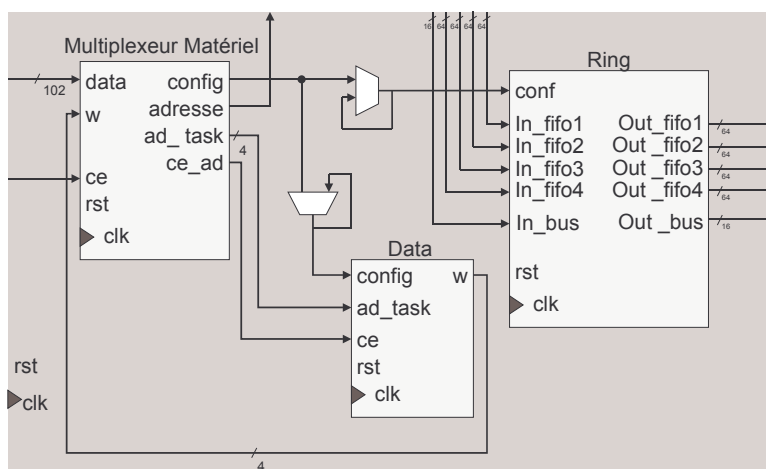 16 64 64 64 64
Multiplexeur Matériel
data config
102
w adresse
ad_ task
4
ce_ad
ce
rst
clk
Ring
conf
In_fifo1 Out_fifo1
64
In_fifo2 Out _fifo2
64
In_fifo3 Out _fifo3
64
In_fifo4 Out _fifo4
64
In_bus Out _bus
16
rst
clk
Data
config w
ad_task
ce
rst
clk
rst
clk
4